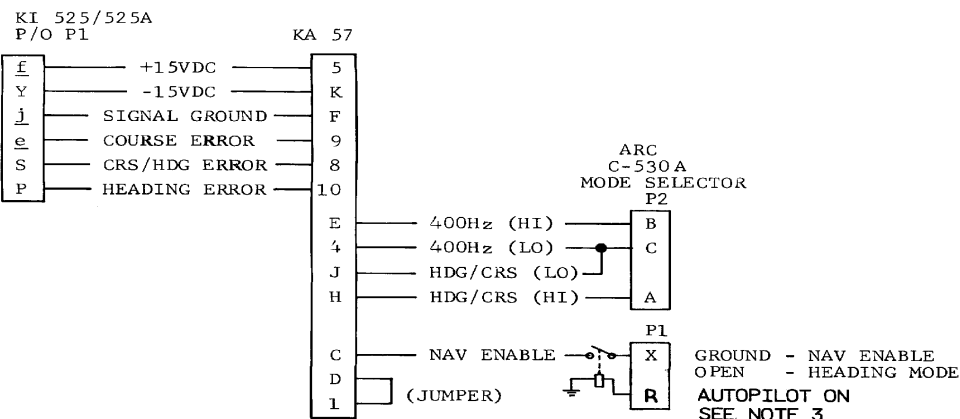 KI 525/525A
P/O P1
KA 57
f +15VDC 5
Y -15VDC K
j SIGNAL GROUND F
e COURSE ERROR 9
S CRS/HDG ERROR 8
P HEADING ERROR 10
ARC
C-530A
MODE SELECTOR
P2
E 400Hz (HI) B
4 400Hz (LO) C
J HDG/CRS (LO)
H HDG/CRS (HI) A
P1
C NAV ENABLE X GROUND - NAV ENABLE
OPEN - HEADING MODE
D
1 (JUMPER)
R AUTOPILOT ON
SEE NOTE 3